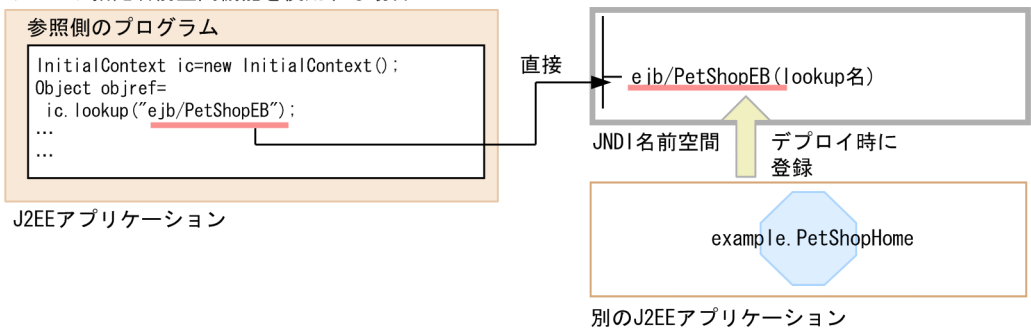 参照側のプログラム
InitialContext ic=new InitialContext();
Object objref=
ic.lookup("ejb/PetShopEB");
…
…
J2EEアプリケーション
直接
ejb/PetShopEB(lookup名)
JNDI名前空間
デプロイ時に
登録
example.PetShopHome
別のJ2EEアプリケーション